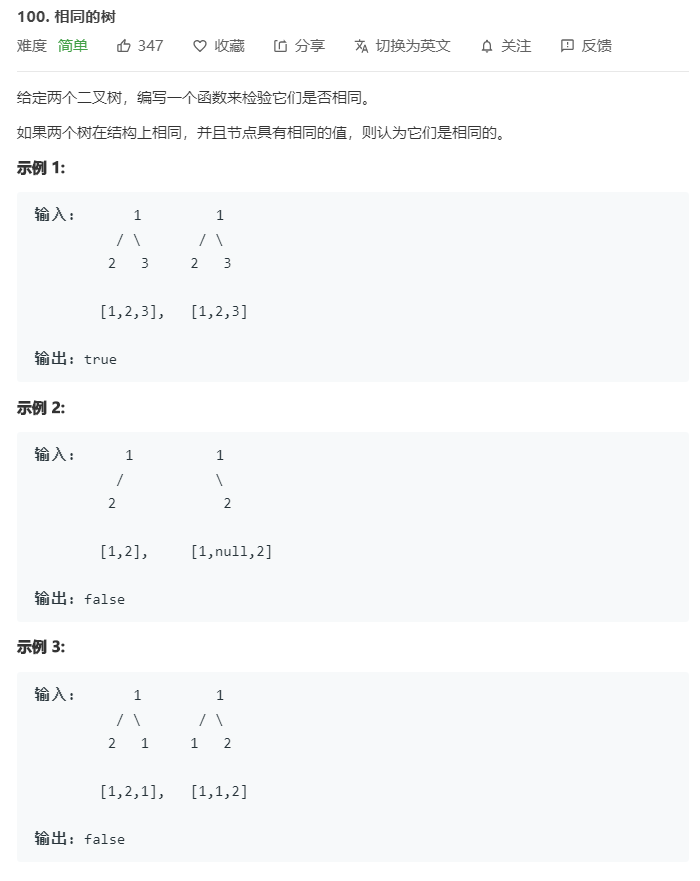 100. 相同的树
难度 简单 347 收藏 分享 切换为英文 关注 反馈
给定两个二叉树，编写一个函数来检验它们是否相同。
如果两个树在结构上相同，并且节点具有相同的值，则认为它们是相同的。
示例 1:
输入:       1         1
          / \       / \
         2   3     2   3
        [1,2,3],   [1,2,3]
输出: true
示例 2:
输入:      1          1
          /           \
         2             2
        [1,2],     [1,null,2]
输出: false
示例 3:
输入:       1         1
          / \       / \
         2   1     1   2
        [1,2,1],   [1,1,2]
输出: false